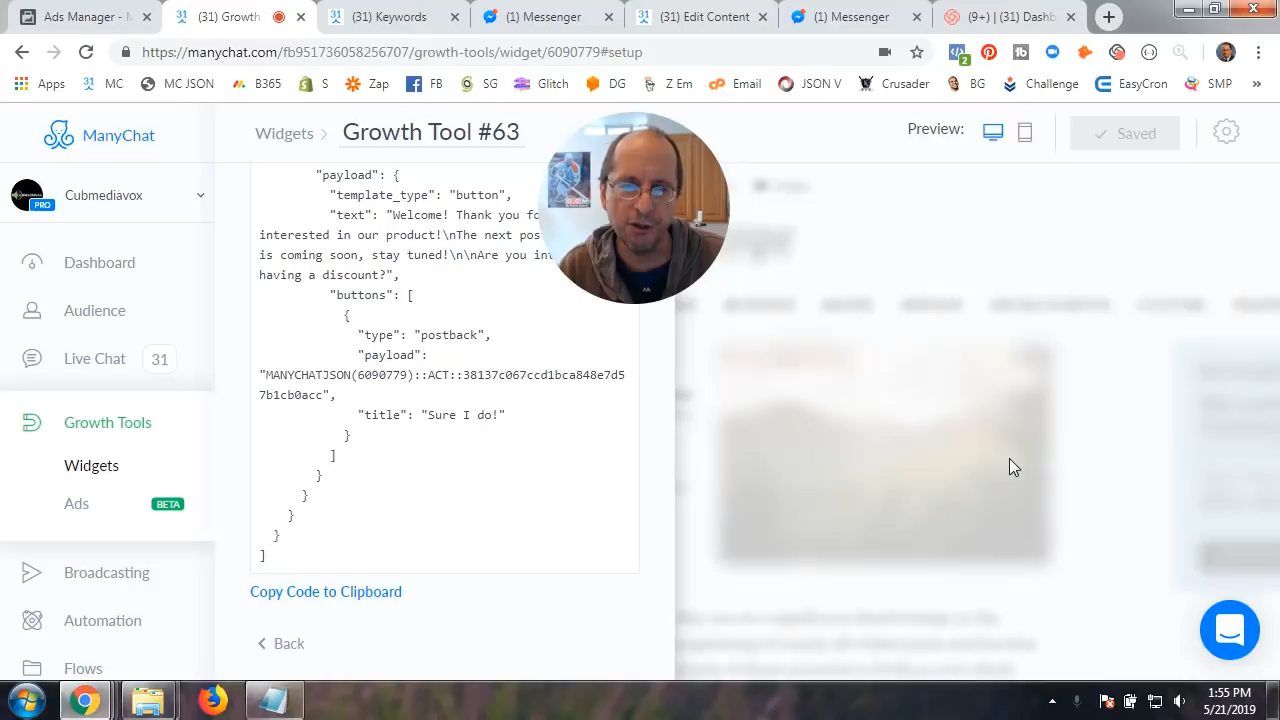 Ads Manager - M
(31) Growth
(31) Keywords
(1) Messenger
(31) Edit Content
(1) Messenger
(9+) | (31) Dashb
https://manychat.com/fb951736058256707/growth-tools/widget/6090779#setup
2
Apps
31 MC
MC JSON
B365
S
Zap
FB
SG
Glitch
DG
Z Em
Email
JSON V
Crusader
BG
Challenge
EasyCron
SMP
»
ManyChat
Widgets
Growth Tool #63
Preview:
Saved
PRO
Cubmediavox
Dashboard
Audience
Live Chat
31
Growth Tools
Widgets
Ads
BETA
Broadcasting
Automation
Flows
"payload": {
"template_type": "button",
"text": "Welcome! Thank you
interested in our product!\nThe next
is coming soon, stay tuned!\n\nAre you
having a discount?",
"buttons": [
{
"type": "postback",
"payload":
"MANYCHATJSON(6090779)::ACT::38137c067ccd1bca848e7d5
7b1cb0acc",
"title": "Sure I do!"
}
]
}
}
}
}
]
Copy Code to Clipboard
Back
1:55 PM
5/21/2019